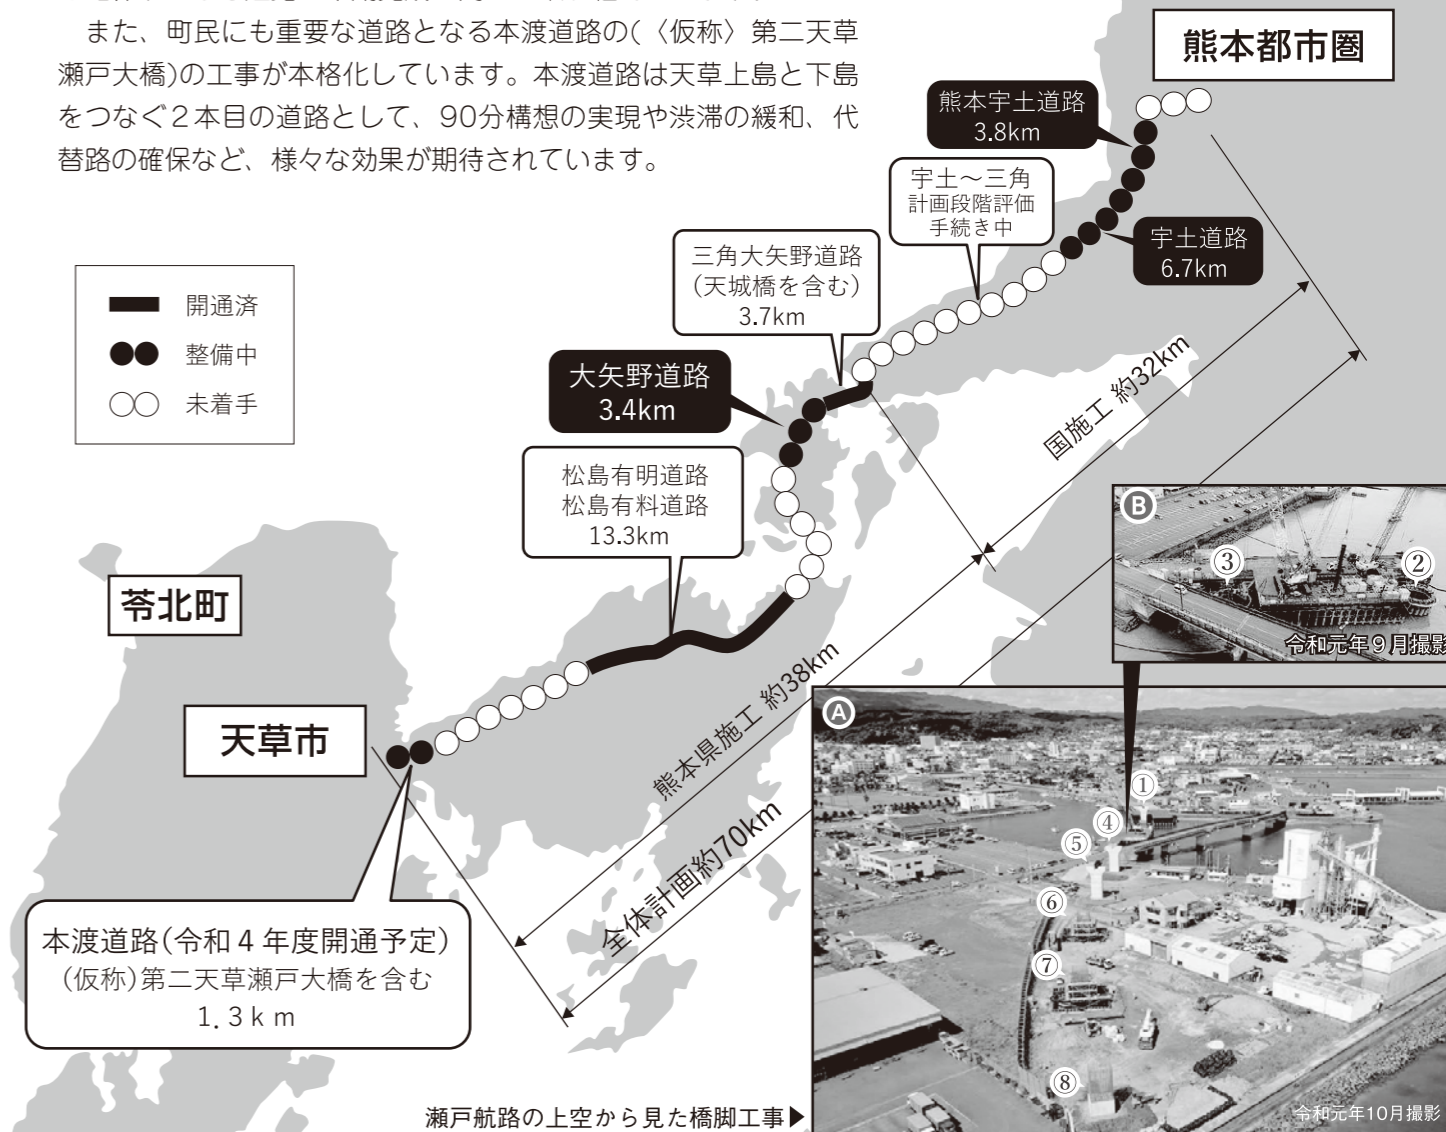 また、町民にも重要な道路となる本渡道路の(〈仮称〉第二天草
瀬戸大橋)の工事が本格化しています。本渡道路は天草上島と下島
をつなぐ2本目の道路として、90分構想の実現や渋滞の緩和、代
替路の確保など、様々な効果が期待されています。
熊本都市圏
熊本宇土道路
3.8km
宇土～三角
計画段階評価
手続き中
宇土道路
6.7km
三角大矢野道路
(天城橋を含む)
3.7km
開通済
整備中
未着手
大矢野道路
3.4km
国施工 約32km
松島有明道路
松島有料道路
13.3km
B
③
②
令和元年9月撮影
苓北町
天草市
熊本県施工 約38km
全体計画約70km
A
①
④
⑤
⑥
⑦
⑧
令和元年10月撮影
本渡道路(令和4年度開通予定)
(仮称)第二天草瀬戸大橋を含む
1.3km
瀬戸航路の上空から見た橋脚工事▶